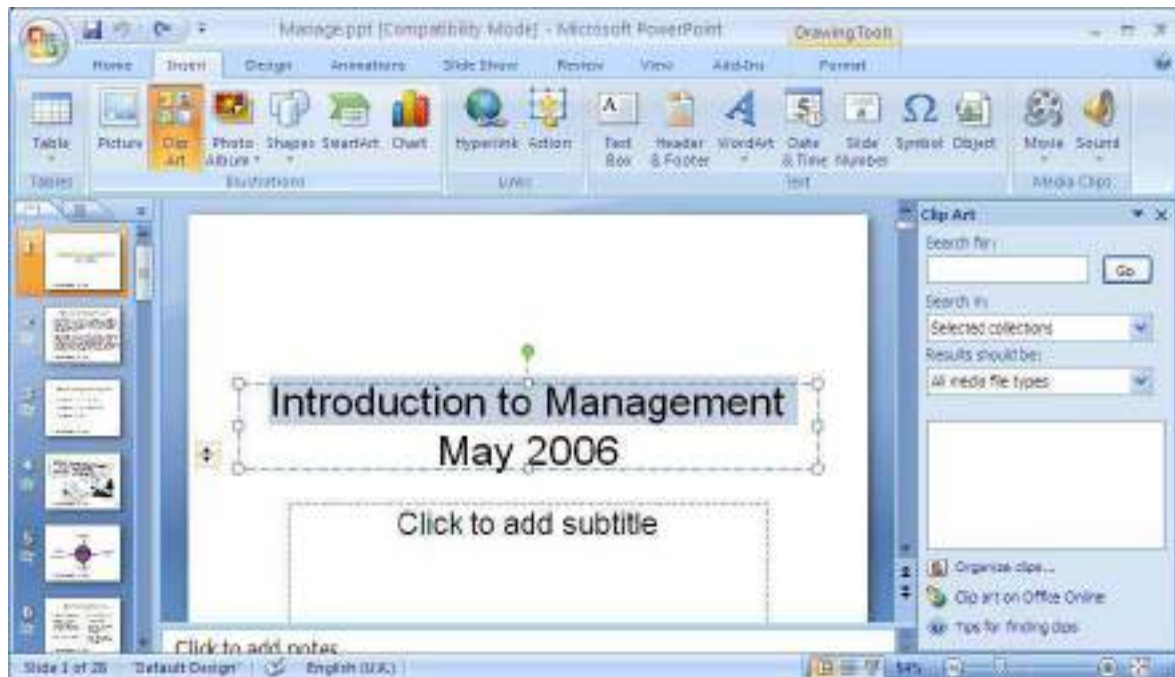 Manage.ppt [Compatibility Mode] - Microsoft PowerPoint
Drawing Tools
Home Insert Design Animations Slide Show Review View Add-Ins Format
Table Picture Clip Art Photo Album Shapes SmartArt Chart Hyperlink Action Text Box Header & Footer WordArt Date & Time Slide Number Symbol Object Movie Sound
Tables Illustrations Links Text Media Clips
Clip Art
Search for:
Go
Search in:
Selected collections
Results should be:
All media file types
Introduction to Management
May 2006
Click to add subtitle
Organize clips...
Clip art on Office Online
Tips for finding clips
Click to add notes
Slide 1 of 28 "Default Design" English (U.K.) 54%